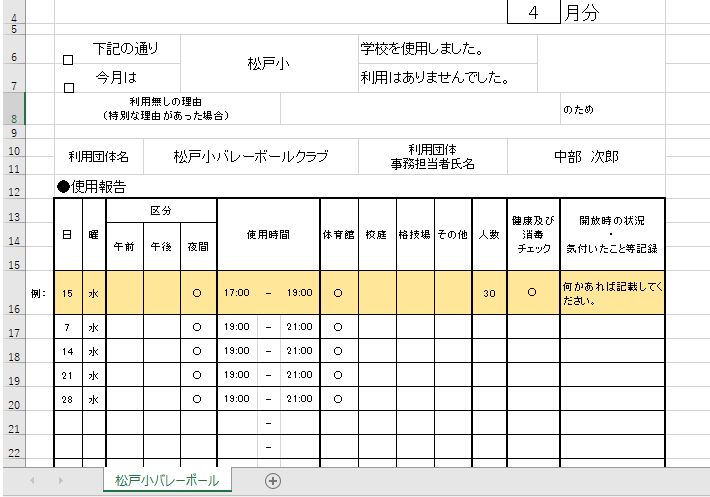 4
4 月分
5
6
下記の通り 松戸小 学校を使用しました。
7
今月は 利用はありませんでした。
8
利用無しの理由
(特別な理由があった場合)
のため
9
10
11
利用団体名 松戸小バレーボールクラブ 利用団体
事務担当者氏名 中部 次郎
12
●使用報告
13
14
15
日 曜 区分 使用時間 体育館 校庭 格技場 その他 人数 健康及び
消毒
チェック 開放時の状況
・
気付いたこと等記録
午前 午後 夜間
16
例: 15 水 ○ 17:00 － 19:00 ○ 30 ○ 何かあれば記載してく
ださい。
17
7 水 ○ 19:00 － 21:00 ○
18
14 水 ○ 19:00 － 21:00 ○
19
21 水 ○ 19:00 － 21:00 ○
20
28 水 ○ 19:00 － 21:00 ○
21
－
22
－
松戸小バレーボール